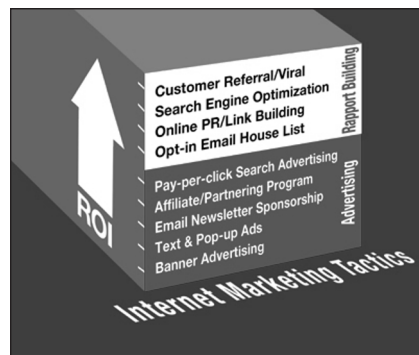 Customer Referral/Viral
Search Engine Optimization
Online PR/Link Building
Opt-in Email House List
Rapport Building
Pay-per-click Search Advertising
Affiliate/Partnering Program
Email Newsletter Sponsorship
Text & Pop-up Ads
Banner Advertising
Advertising
ROI
Internet Marketing Tactics